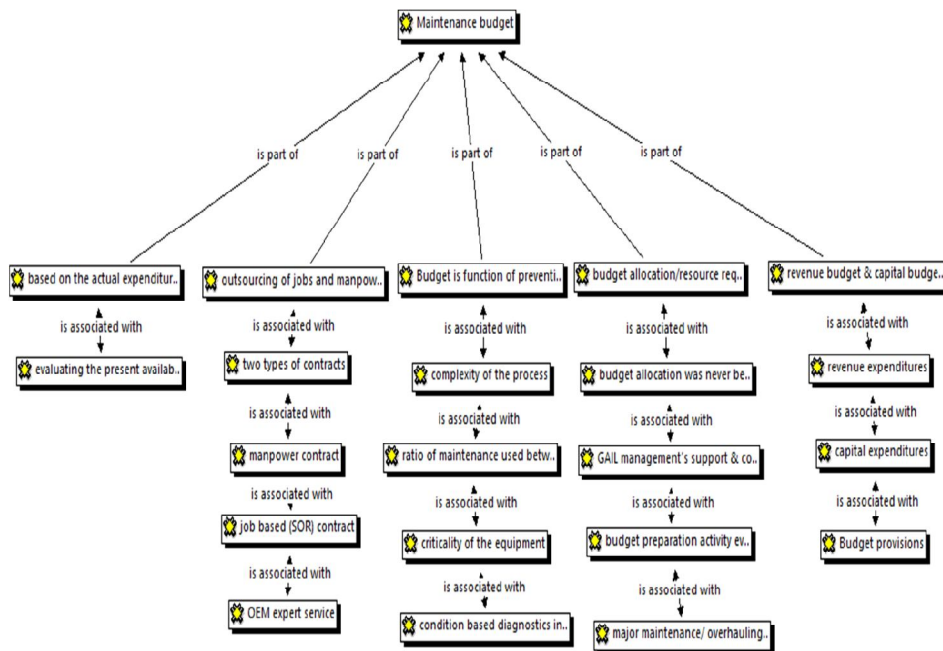 Maintenance budget
is part of
is part of
is part of
is part of
is part of
based on the actual expenditur..
outsourcing of jobs and manpow..
Budget is function of preventi..
budget allocation/resource req..
revenue budget & capital budge..
is associated with
is associated with
is associated with
is associated with
is associated with
evaluating the present availab..
two types of contracts
complexity of the process
budget allocation was never be..
revenue expenditures
is associated with
is associated with
is associated with
is associated with
manpower contract
ratio of maintenance used betw..
GAIL management's support & co..
capital expenditures
is associated with
is associated with
is associated with
is associated with
job based (SOR) contract
criticality of the equipment
budget preparation activity ev..
Budget provisions
is associated with
is associated with
is associated with
OEM expert service
condition based diagnostics in..
major maintenance/ overhauling..